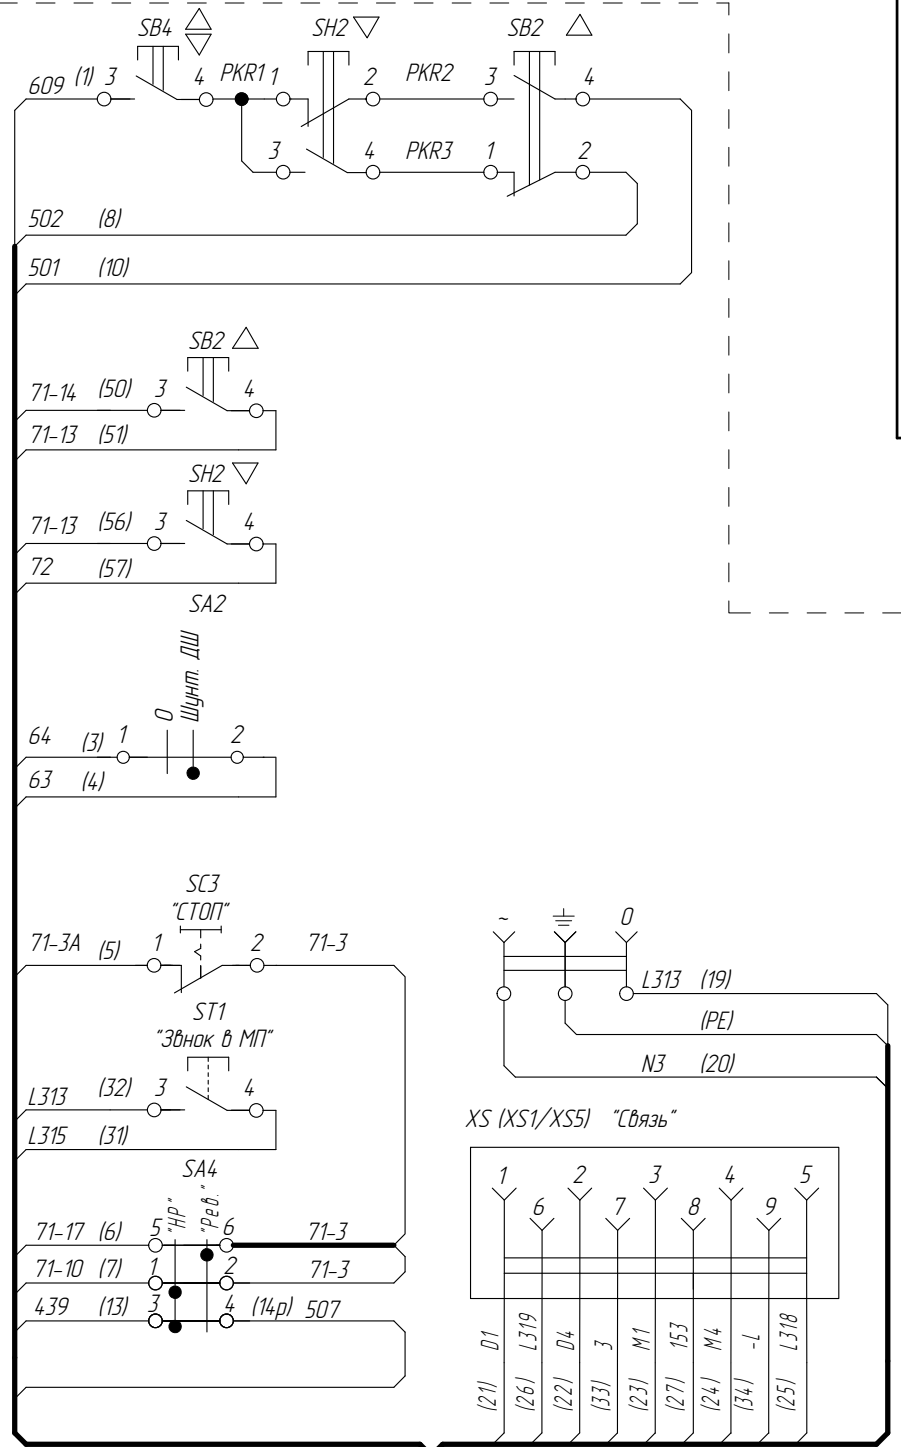 SB4 SH2 SB2
609 (1) 3 4 PKR1 1 2 PKR2 3 4
3 4 PKR3 1 2
502 (8)
501 (10)
SB2
71-14 (50) 3 4
71-13 (51)
SH2
71-13 (56) 3 4
72 (57)
SA2
0 Шунт. ДШ
64 (3) 1 2
63 (4)
SC3
"СТОП"
71-3А (5) 1 2 71-3
ST1
"Звнок в МП"
L313 (32) 3 4
L315 (31)
SA4
"НР" "Рев."
71-17 (6) 5 6 71-3
71-10 (7) 1 2 71-3
439 (13) 3 4 (14р) 507
~ 0
L313 (19)
(PE)
N3 (20)
XS (XS1/XS5) "Связь"
1 2 3 4 5
6 7 8 9
D1 L319 D4 3 M1 153 M4 -L L318
(21) (26) (22) (33) (23) (27) (24) (34) (25)